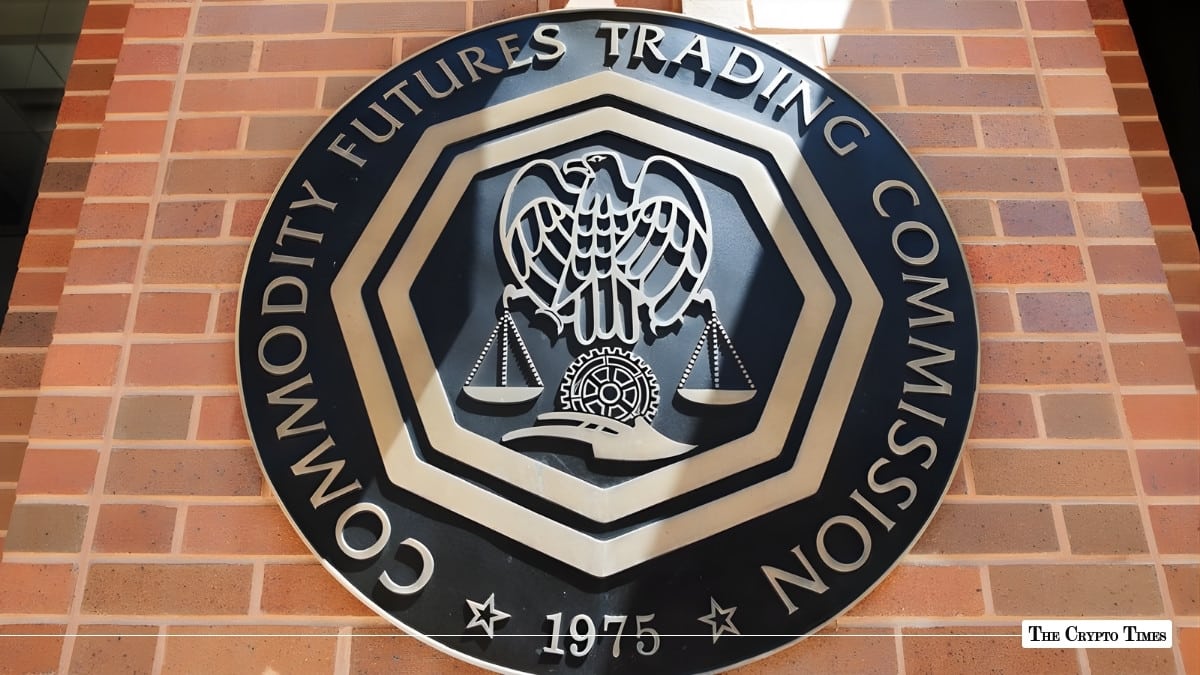 COMMODITY FUTURES TRADING COMMISSION
1975
THE CRYPTO TIMES